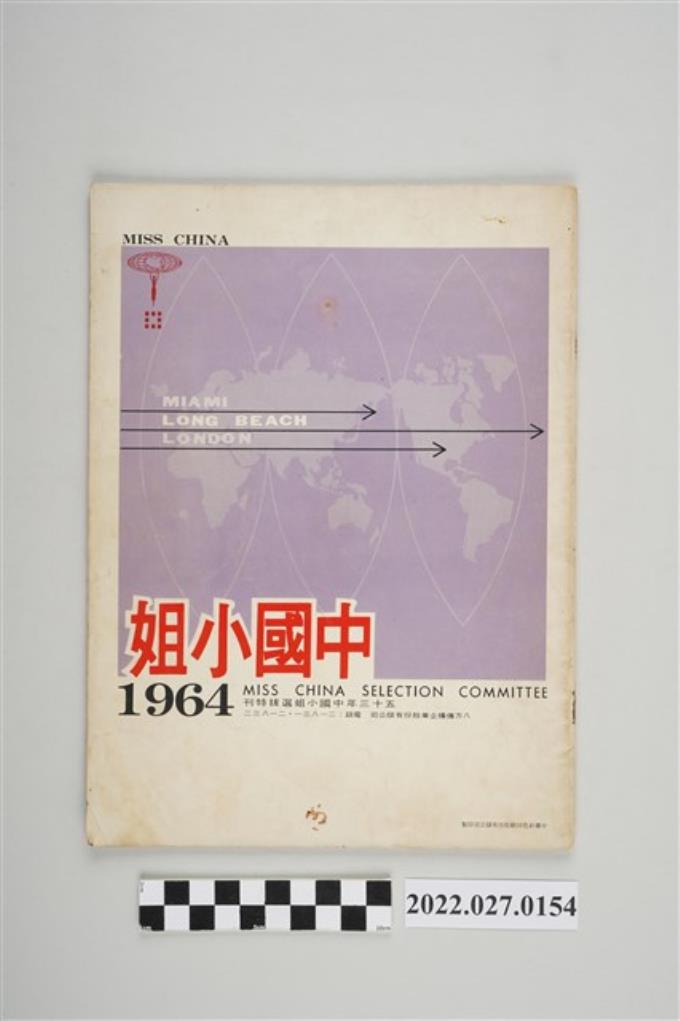 MISS CHINA
MIAMI
LONG BEACH
LONDON
姐小國中
1964
MISS CHINA SELECTION COMMITTEE
刊特拔選姐小國中年三十五
2022.027.0154